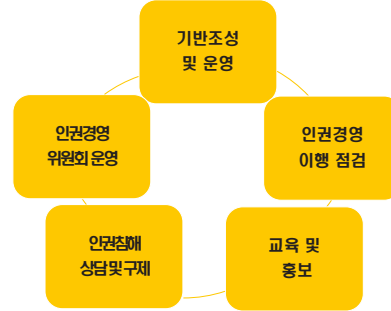 기반조성
및 운영
인권경영
이행 점검
교육 및
홍보
인권침해
상담및구제
인권경영
위원회 운영